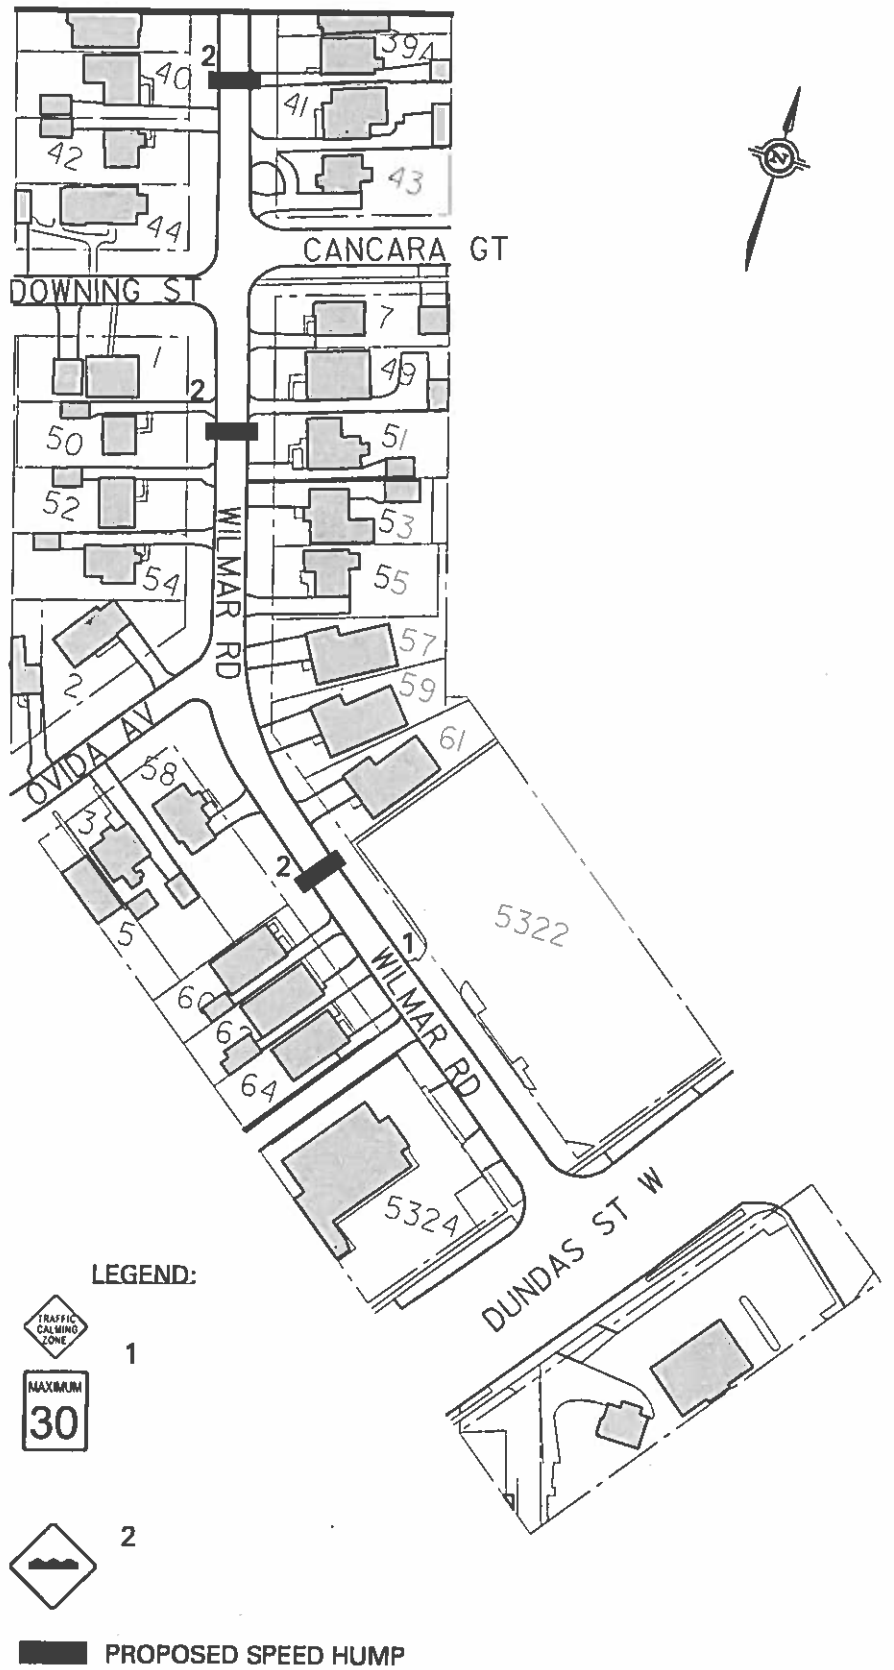 39A
2
40
41
42
43
44
CANCARA GT
DOWNING ST
7
1
49
2
50
51
52
WILMAR RD
53
54
55
57
2
59
OVIDA AV
61
58
3
2
5
5322
1
WILMAR RD
60
62
64
5324
DUNDAS ST W
N
LEGEND:
TRAFFIC
CALMING
ZONE
1
MAXIMUM
30
2
PROPOSED SPEED HUMP